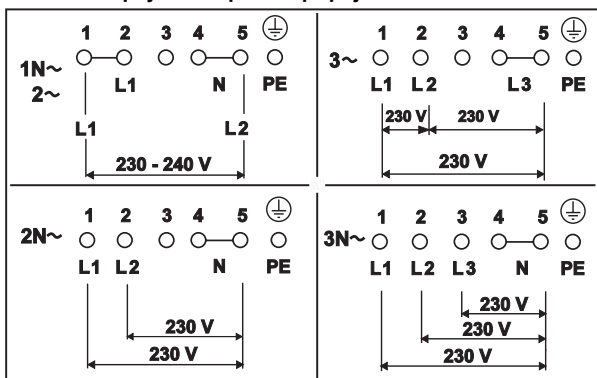 1 2 3 4 5
1N~
2~
L1 N PE
L1 L2
230 - 240 V
1 2 3 4 5
3~
L1 L2 L3 PE
230 V 230 V
230 V
1 2 3 4 5
2N~
L1 L2 N PE
230 V
230 V
1 2 3 4 5
3N~
L1 L2 L3 N PE
230 V
230 V
230 V